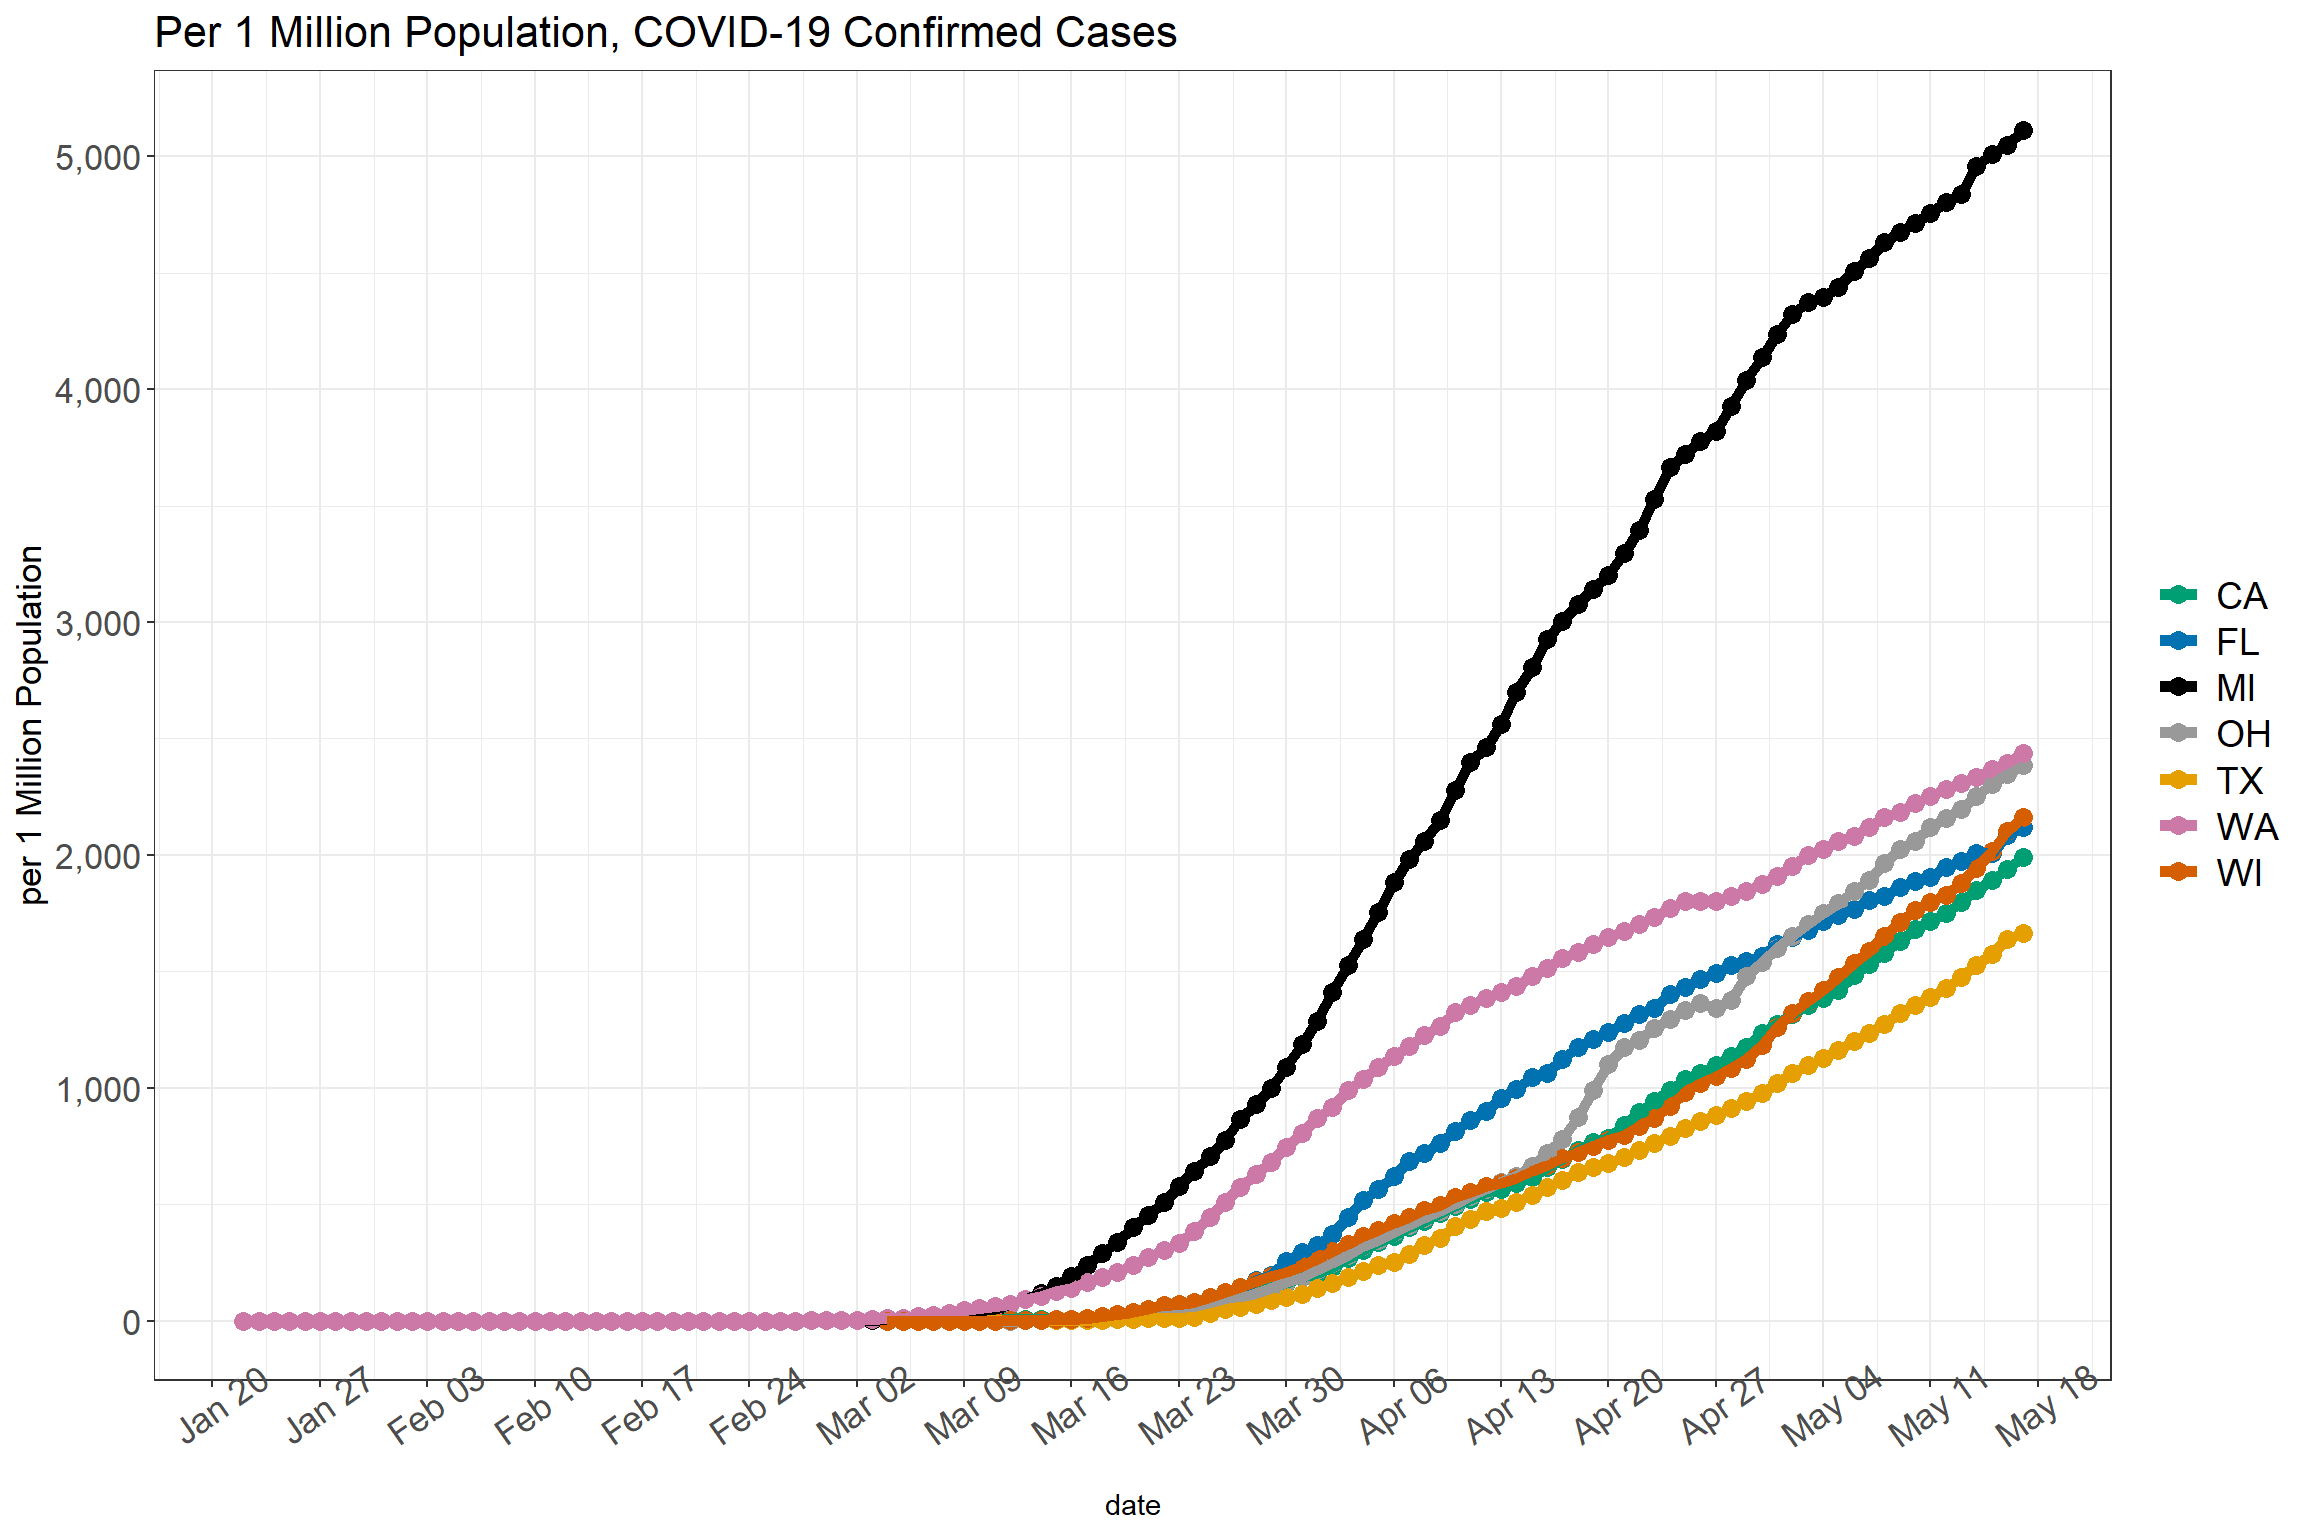 Per 1 Million Population, COVID-19 Confirmed Cases
per 1 Million Population
5,000
4,000
3,000
2,000
1,000
0
Jan 20
Jan 27
Feb 03
Feb 10
Feb 17
Feb 24
Mar 02
Mar 09
Mar 16
Mar 23
Mar 30
Apr 06
Apr 13
Apr 20
Apr 27
May 04
May 11
May 18
date
CA
FL
MI
OH
TX
WA
WI